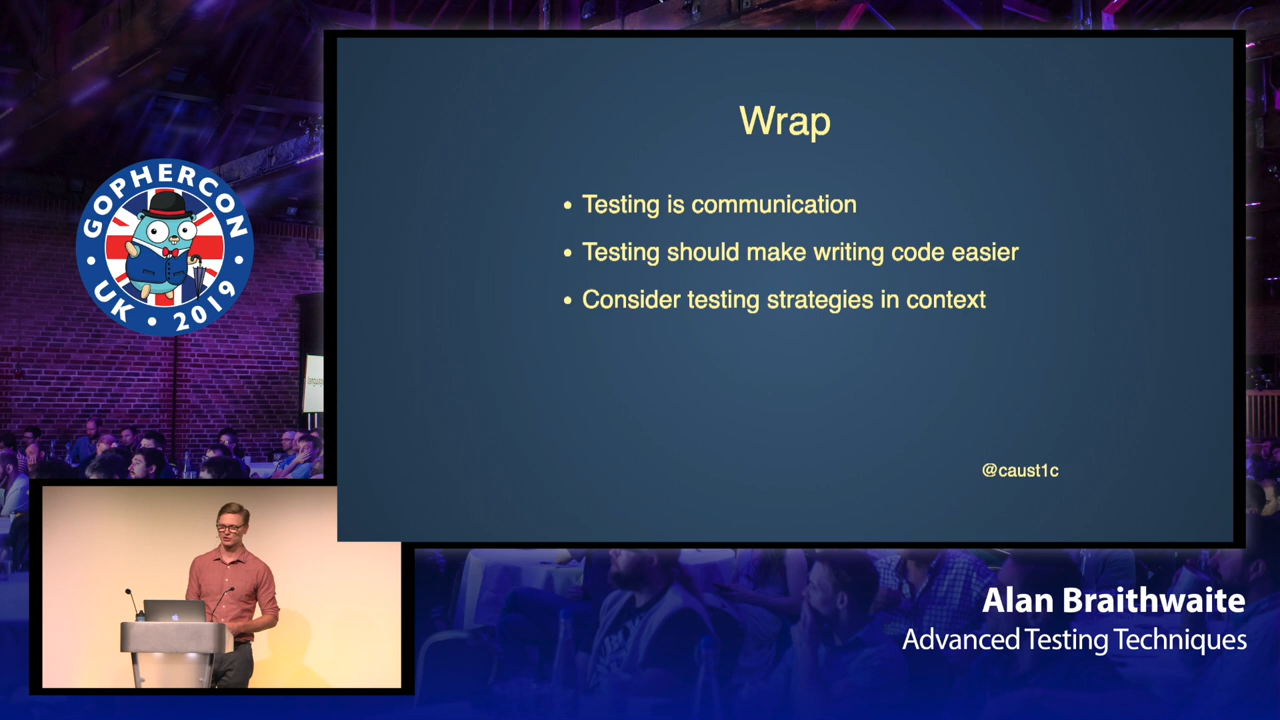 GOPHERCON
UK • 2019
Wrap
• Testing is communication
• Testing should make writing code easier
• Consider testing strategies in context
@caust1c
Alan Braithwaite
Advanced Testing Techniques